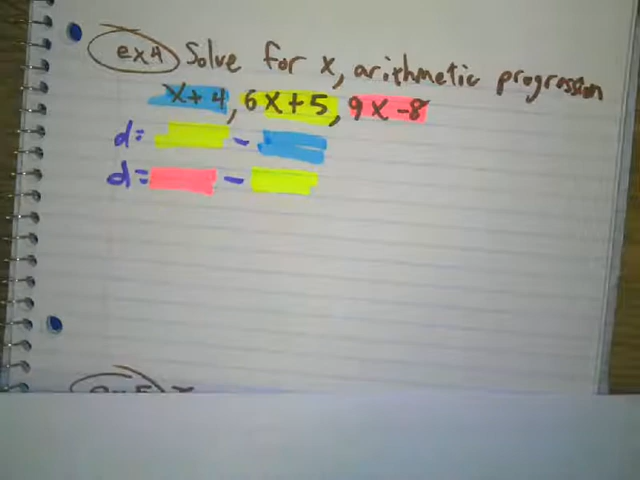 ex4 Solve for x, arithmetic progression
x+4, 6x+5, 9x-8
d= -
d= -